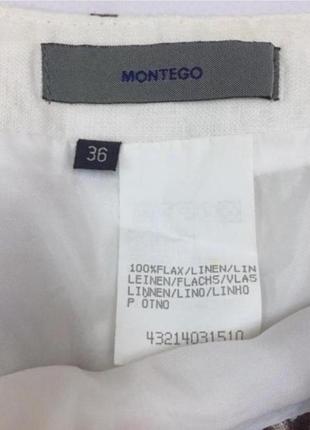 MONTEGO
36
100%FLAX/LINEN/LIN
LEINEN/FLACHS/VLAS
LINNEN/LINO/LINHO
P OTNO
43214031510